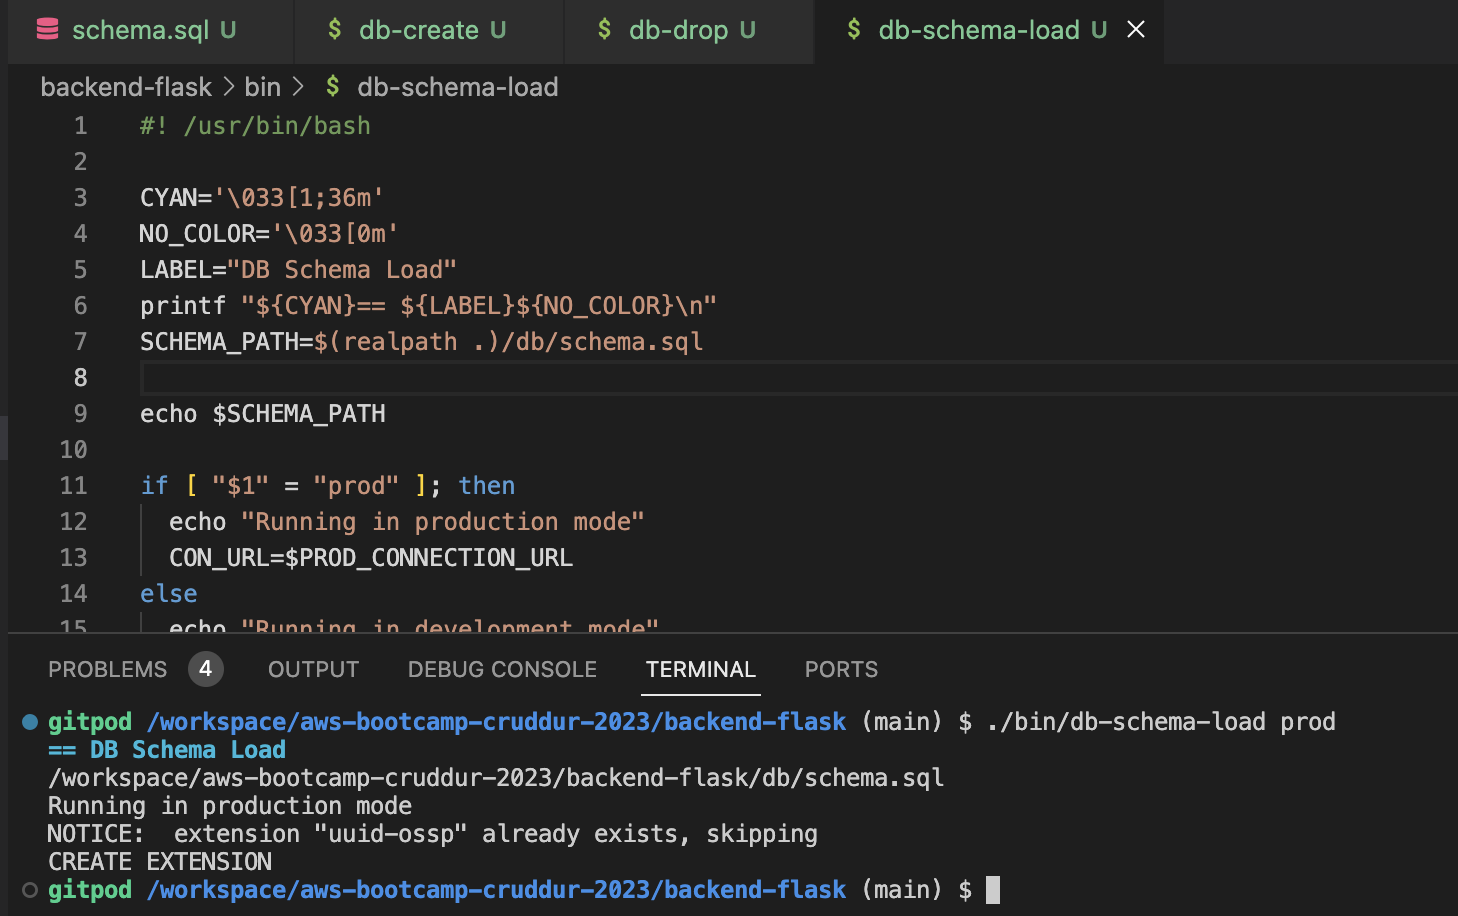 schema.sql U $ db-create U $ db-drop U $ db-schema-load U
backend-flask > bin > $ db-schema-load
1 #! /usr/bin/bash
2
3 CYAN='\033[1;36m'
4 NO_COLOR='\033[0m'
5 LABEL="DB Schema Load"
6 printf "${CYAN}== ${LABEL}${NO_COLOR}\n"
7 SCHEMA_PATH=$(realpath .)/db/schema.sql
8
9 echo $SCHEMA_PATH
10
11 if [ "$1" = "prod" ]; then
12 echo "Running in production mode"
13 CON_URL=$PROD_CONNECTION_URL
14 else
15 echo "Running in development mode"
PROBLEMS 4 OUTPUT DEBUG CONSOLE TERMINAL PORTS
gitpod /workspace/aws-bootcamp-cruddur-2023/backend-flask (main) $ ./bin/db-schema-load prod
== DB Schema Load
/workspace/aws-bootcamp-cruddur-2023/backend-flask/db/schema.sql
Running in production mode
NOTICE:  extension "uuid-ossp" already exists, skipping
CREATE EXTENSION
gitpod /workspace/aws-bootcamp-cruddur-2023/backend-flask (main) $